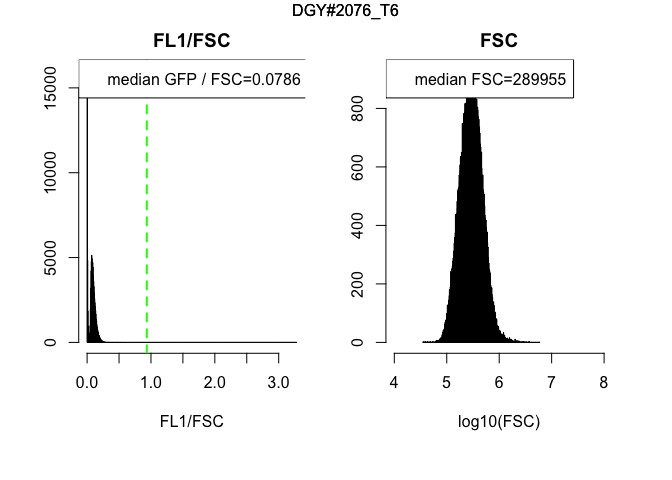 DGY#2076_T6
FL1/FSC
median GFP / FSC=0.0786
0
5000
10000
15000
0.0 1.0 2.0 3.0
FL1/FSC
FSC
median FSC=289955
0
200
400
600
800
4 5 6 7 8
log10(FSC)